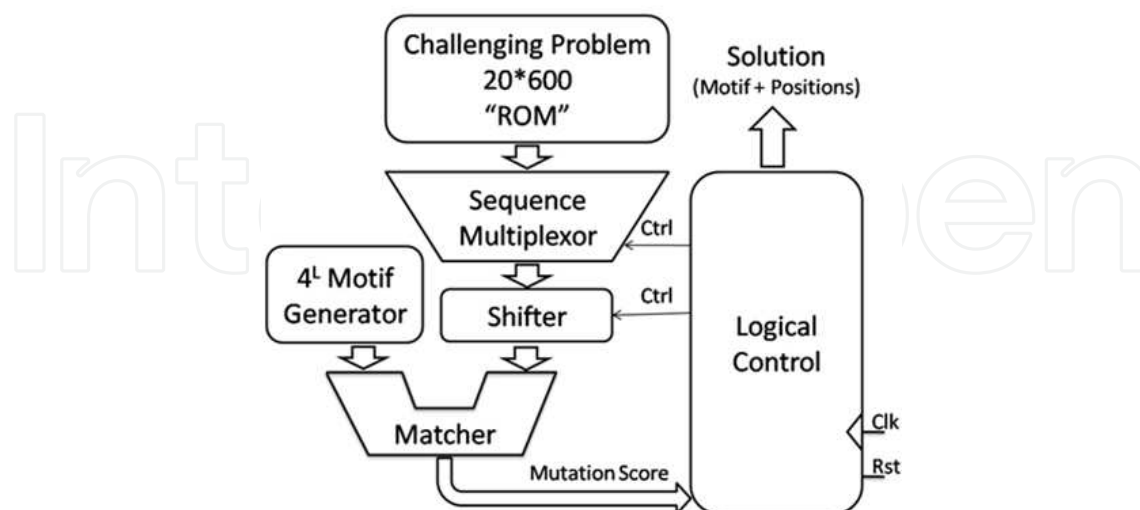 Challenging Problem
20*600
“ROM”
Solution
(Motif + Positions)
Sequence
Multiplexor
Ctrl
4ᴸ Motif
Generator
Shifter
Ctrl
Logical
Control
Matcher
Clk
Mutation Score
Rst